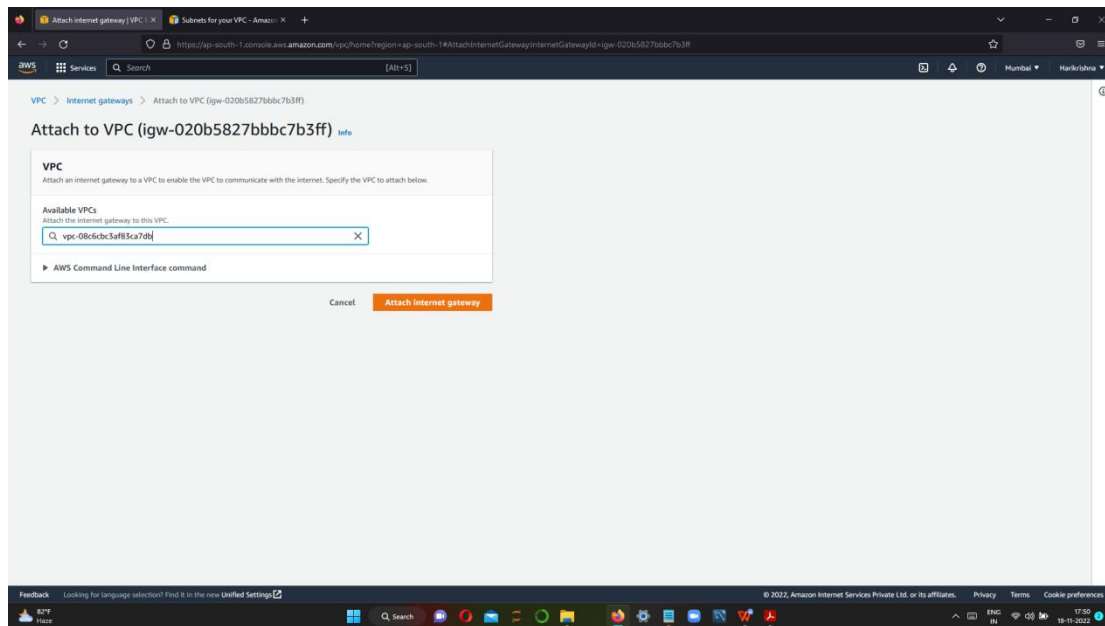 Attach internet gateway | VPC
Subnets for your VPC - Amazon
https://ap-south-1.console.aws.amazon.com/vpc/home?region=ap-south-1#AttachInternetGateway:internetGatewayId=igw-020b5827bbbc7b3ff
aws Services Search [Alt+S] Mumbai Harikrishna
VPC > Internet gateways > Attach to VPC (igw-020b5827bbbc7b3ff)
Attach to VPC (igw-020b5827bbbc7b3ff) Info
VPC
Attach an internet gateway to a VPC to enable the VPC to communicate with the internet. Specify the VPC to attach below.
Available VPCs
Attach the internet gateway to this VPC.
vpc-08c6cbc3af83ca7db
AWS Command Line Interface command
Cancel Attach internet gateway
Feedback Looking for language selection? Find it in the new Unified Settings © 2022, Amazon Internet Services Private Ltd. or its affiliates. Privacy Terms Cookie preferences
82°F Search ENG 17:50
Haze IN 19-11-2022